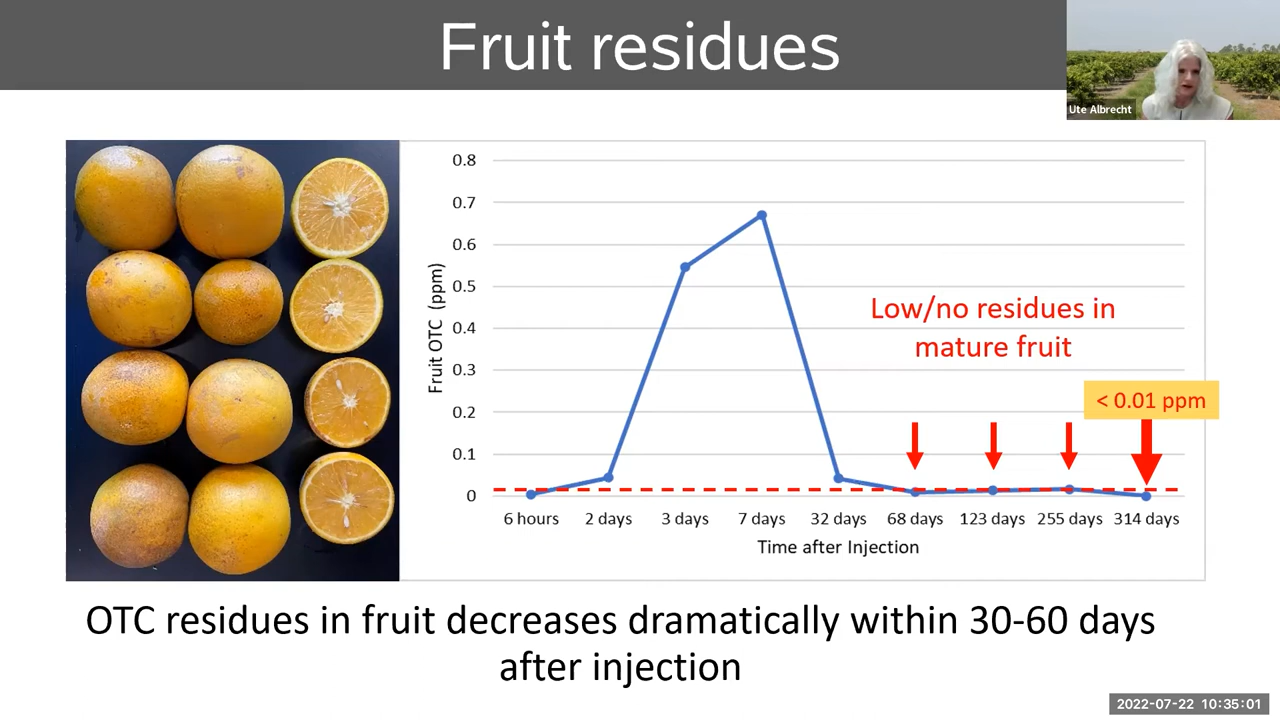 Fruit residues
Ute Albrecht
0.8
0.7
0.6
0.5
0.4
0.3
0.2
0.1
0
Fruit OTC (ppm)
Low/no residues in
mature fruit
< 0.01 ppm
6 hours 2 days 3 days 7 days 32 days 68 days 123 days 255 days 314 days
Time after Injection
OTC residues in fruit decreases dramatically within 30-60 days
after injection
2022-07-22 10:35:01